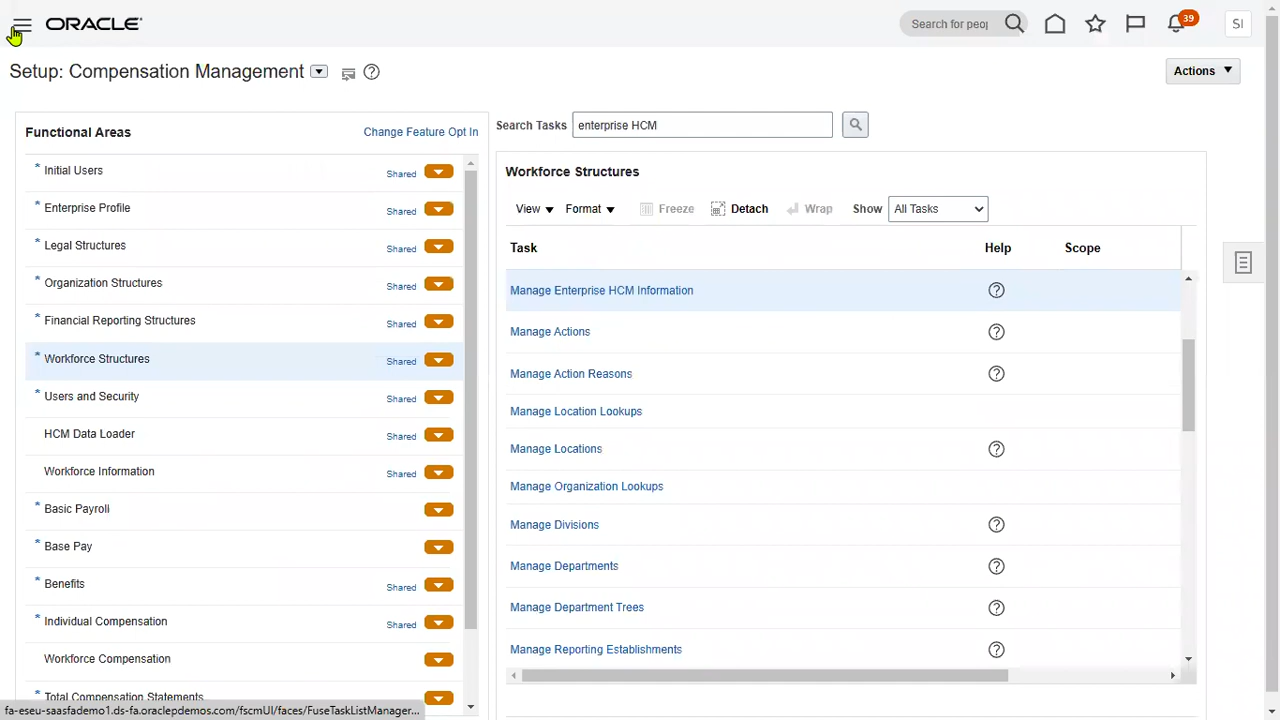 ORACLE
Search for peop
39
SI
Setup: Compensation Management
Actions
Functional Areas
Change Feature Opt In
Search Tasks
enterprise HCM
* Initial Users Shared
* Enterprise Profile Shared
* Legal Structures Shared
* Organization Structures Shared
* Financial Reporting Structures Shared
* Workforce Structures Shared
* Users and Security Shared
HCM Data Loader Shared
Workforce Information Shared
* Basic Payroll
* Base Pay
* Benefits Shared
* Individual Compensation Shared
Workforce Compensation
* Total Compensation Statements
Workforce Structures
View Format Freeze Detach Wrap Show All Tasks
Task Help Scope
Manage Enterprise HCM Information
Manage Actions
Manage Action Reasons
Manage Location Lookups
Manage Locations
Manage Organization Lookups
Manage Divisions
Manage Departments
Manage Department Trees
Manage Reporting Establishments
fa-eseu-saasfademo1.ds-fa.oraclepdemos.com/fscmUI/faces/FuseTaskListManager...